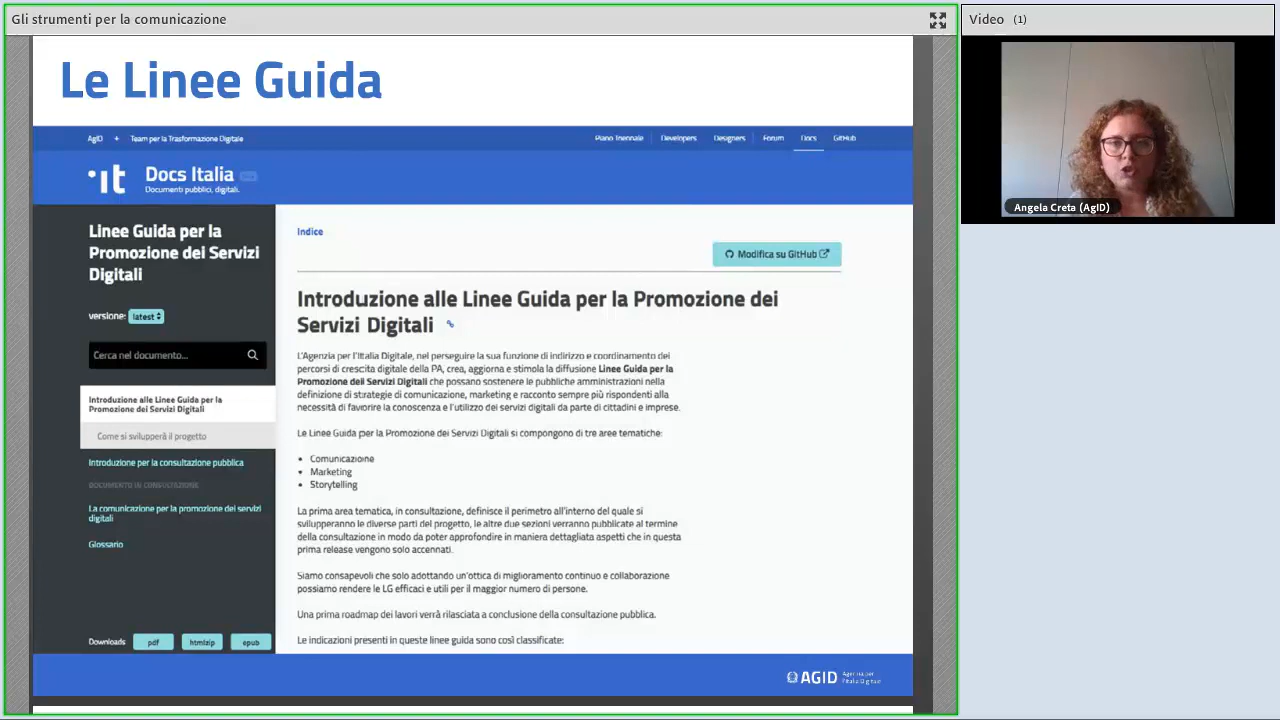 Gli strumenti per la comunicazione
Video (1)
Le Linee Guida
AgID + Team per la Trasformazione Digitale
Piano Triennale Developers Designers Forum Docs GitHub
Docs Italia
Documenti pubblici, digitali.
Linee Guida per la
Promozione dei Servizi
Digitali
versione: latest
Cerca nel documento...
Introduzione alle Linee Guida per la
Promozione dei Servizi Digitali
Come si svilupperà il progetto
Introduzione per la consultazione pubblica
DOCUMENTO IN CONSULTAZIONE
La comunicazione per la promozione dei servizi
digitali
Glossario
Downloads: pdf htmlzip epub
Indice
Modifica su GitHub
Introduzione alle Linee Guida per la Promozione dei
Servizi Digitali
L'Agenzia per l'Italia Digitale, nel perseguire la sua funzione di indirizzo e coordinamento dei
percorsi di crescita digitale della PA, crea, aggiorna e stimola la diffusione Linee Guida per la
Promozione deii Servizi Digitali che possano sostenere le pubbliche amministrazioni nella
definizione di strategie di comunicazione, marketing e racconto sempre più rispondenti alla
necessità di favorire la conoscenza e l'utilizzo dei servizi digitali da parte di cittadini e imprese.
Le Linee Guida per la Promozione dei Servizi Digitali si compongono di tre aree tematiche:
• Comunicazione
• Marketing
• Storytelling
La prima area tematica, in consultazione, definisce il perimetro all'interno del quale si
svilupperanno le diverse parti del progetto, le altre due sezioni verranno pubblicate al termine
della consultazione in modo da poter approfondire in maniera dettagliata aspetti che in questa
prima release vengono solo accennati.
Siamo consapevoli che solo adottando un'ottica di miglioramento continuo e collaborazione
possiamo rendere le LG efficaci e utili per il maggior numero di persone.
Una prima roadmap dei lavori verrà rilasciata a conclusione della consultazione pubblica.
Le indicazioni presenti in queste linee guida sono così classificate:
AGID Agenzia per
l'Italia Digitale
Angela Creta (AgID)